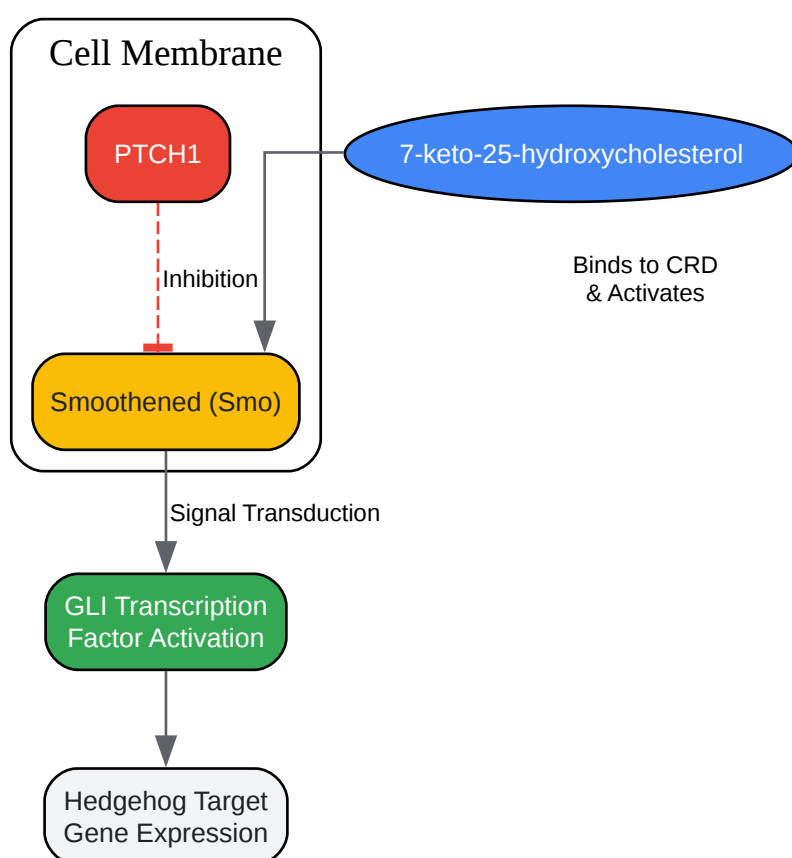 Cell Membrane
PTCH1
7-keto-25-hydroxycholesterol
Inhibition
Binds to CRD
& Activates
Smoothened (Smo)
Signal Transduction
GLI Transcription
Factor Activation
Hedgehog Target
Gene Expression